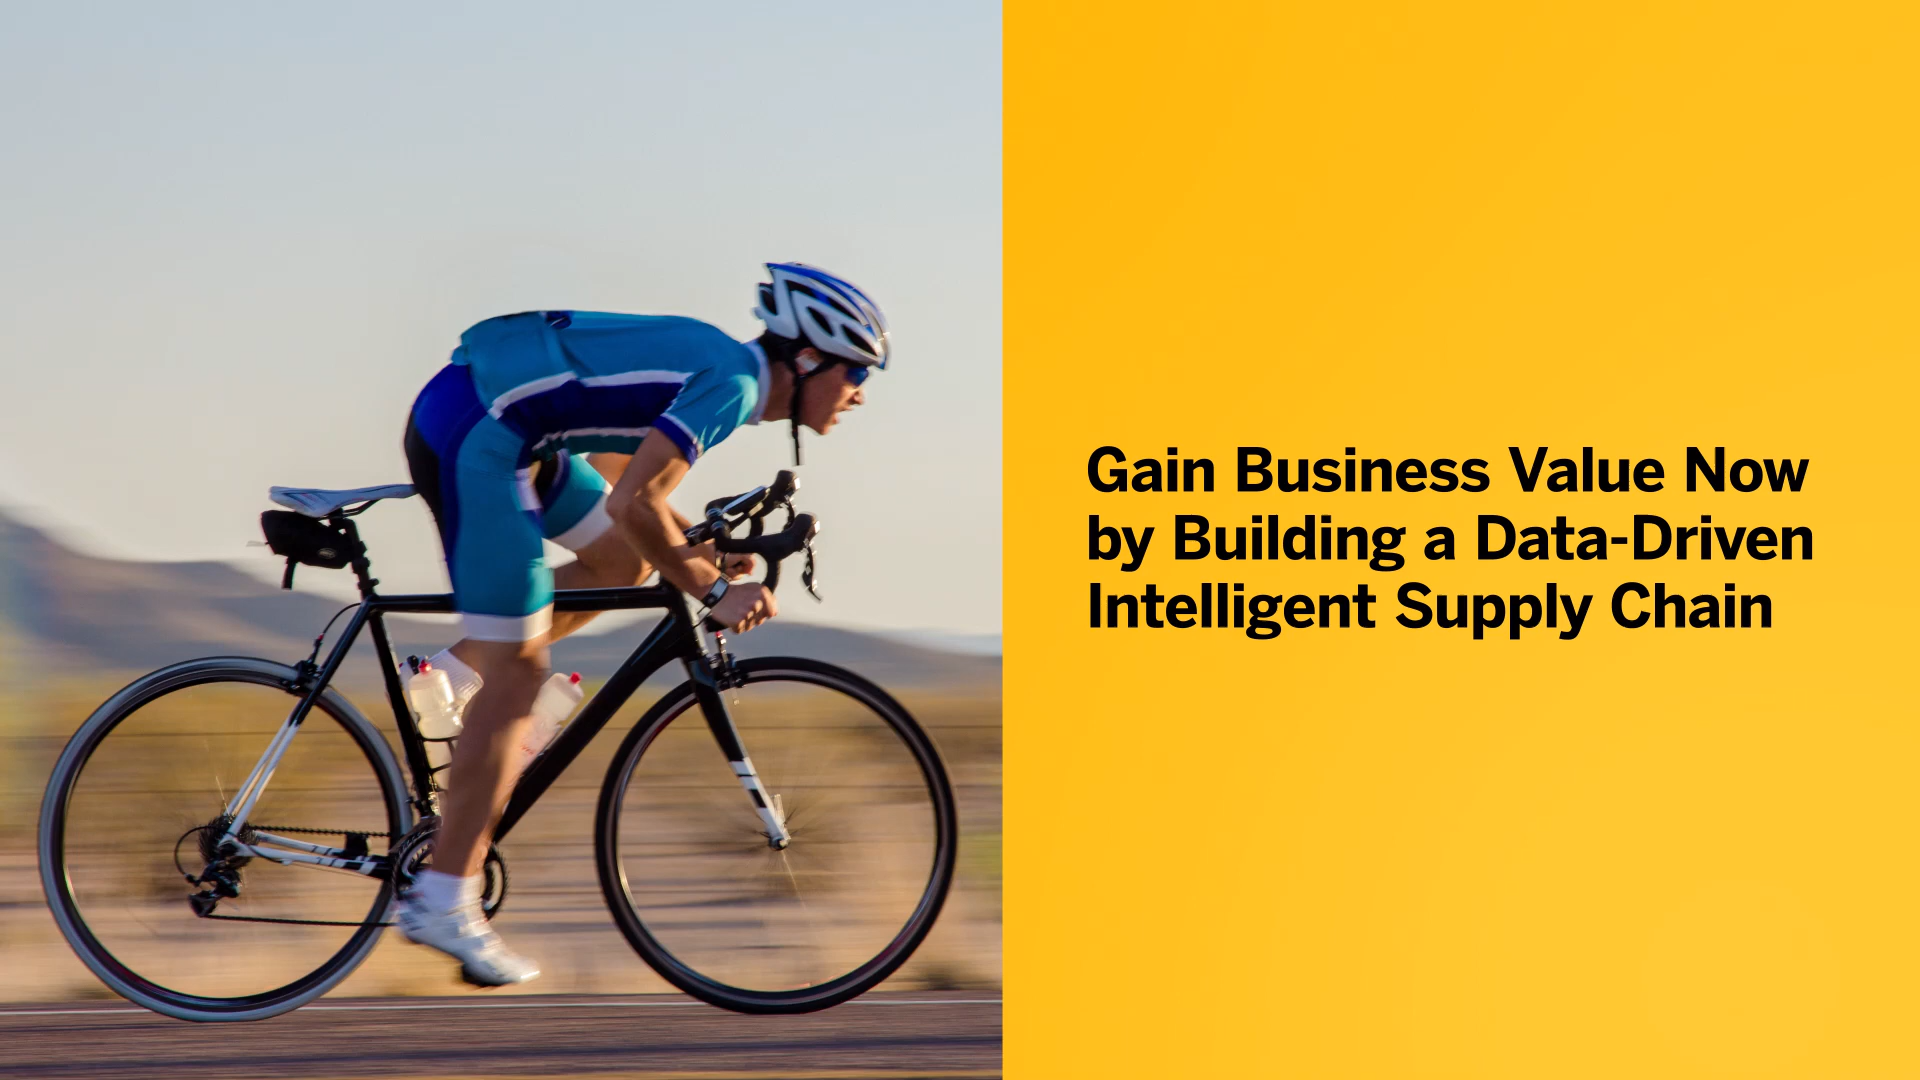 Gain Business Value Now
by Building a Data-Driven
Intelligent Supply Chain